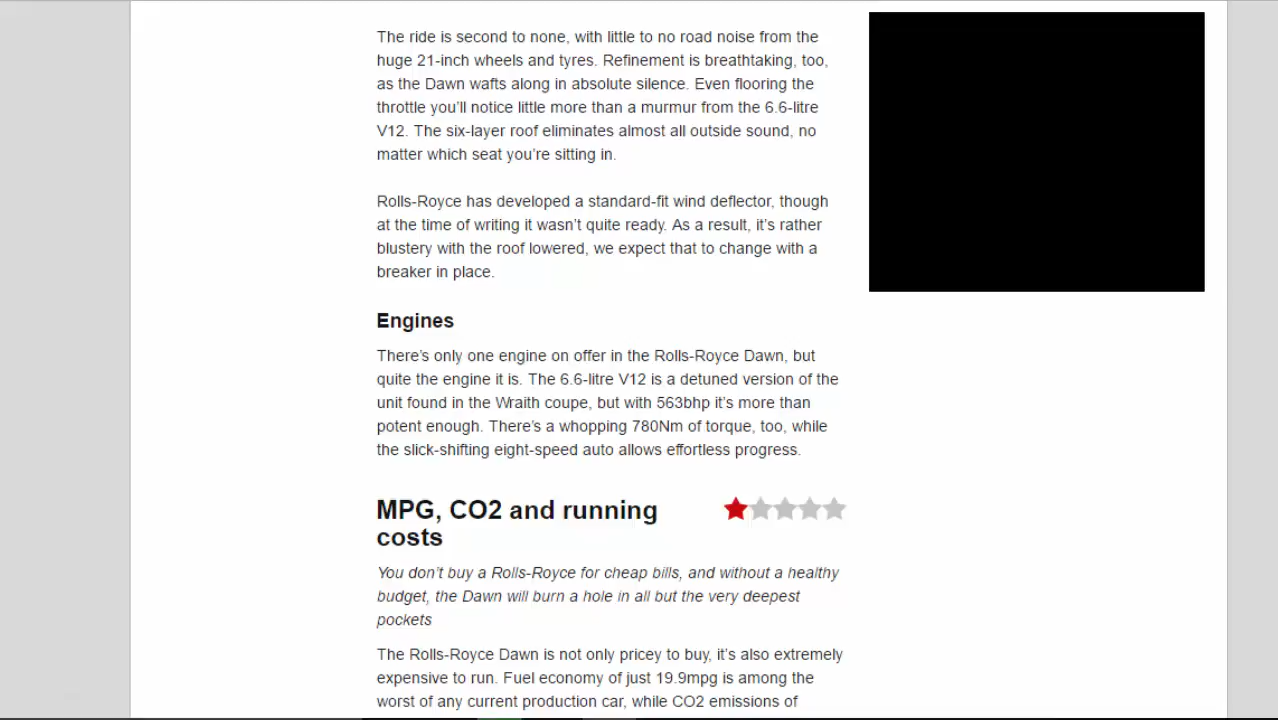 The ride is second to none, with little to no road noise from the
huge 21-inch wheels and tyres. Refinement is breathtaking, too,
as the Dawn wafts along in absolute silence. Even flooring the
throttle you’ll notice little more than a murmur from the 6.6-litre
V12. The six-layer roof eliminates almost all outside sound, no
matter which seat you’re sitting in.
Rolls-Royce has developed a standard-fit wind deflector, though
at the time of writing it wasn’t quite ready. As a result, it’s rather
blustery with the roof lowered, we expect that to change with a
breaker in place.
Engines
There’s only one engine on offer in the Rolls-Royce Dawn, but
quite the engine it is. The 6.6-litre V12 is a detuned version of the
unit found in the Wraith coupe, but with 563bhp it’s more than
potent enough. There’s a whopping 780Nm of torque, too, while
the slick-shifting eight-speed auto allows effortless progress.
MPG, CO2 and running
costs
You don’t buy a Rolls-Royce for cheap bills, and without a healthy
budget, the Dawn will burn a hole in all but the very deepest
pockets
The Rolls-Royce Dawn is not only pricey to buy, it’s also extremely
expensive to run. Fuel economy of just 19.9mpg is among the
worst of any current production car, while CO2 emissions of